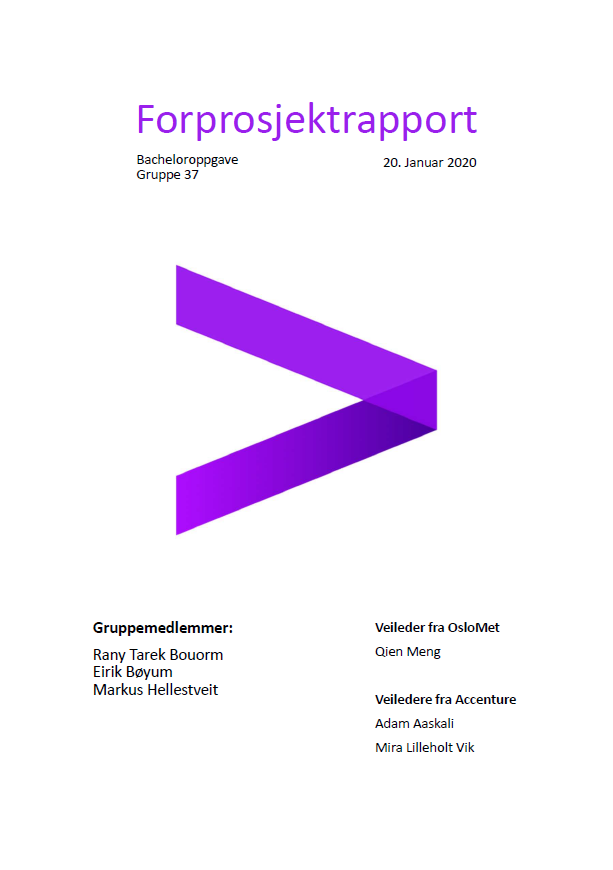 Forprosjektrapport
Bacheloroppgave
Gruppe 37
20. Januar 2020
Gruppemedlemmer:
Rany Tarek Bouorm
Eirik Bøyum
Markus Hellestveit
Veileder fra OsloMet
Qien Meng
Veiledere fra Accenture
Adam Aaskali
Mira Lilleholt Vik